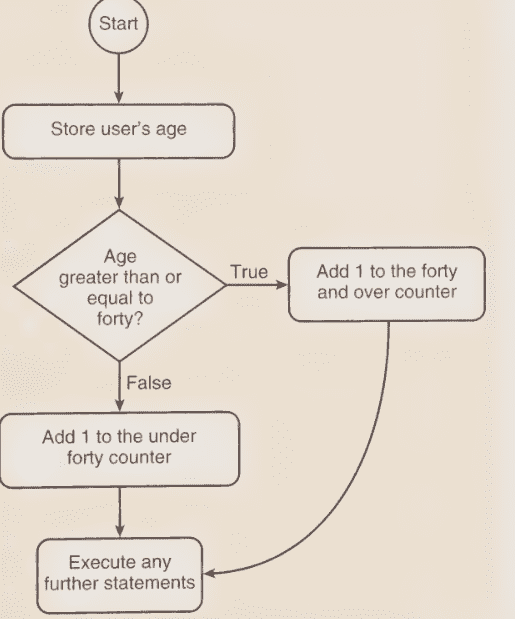 Start
Store user's age
Age
greater than or
equal to
forty?
True
Add 1 to the forty
and over counter
False
Add 1 to the under
forty counter
Execute any
further statements